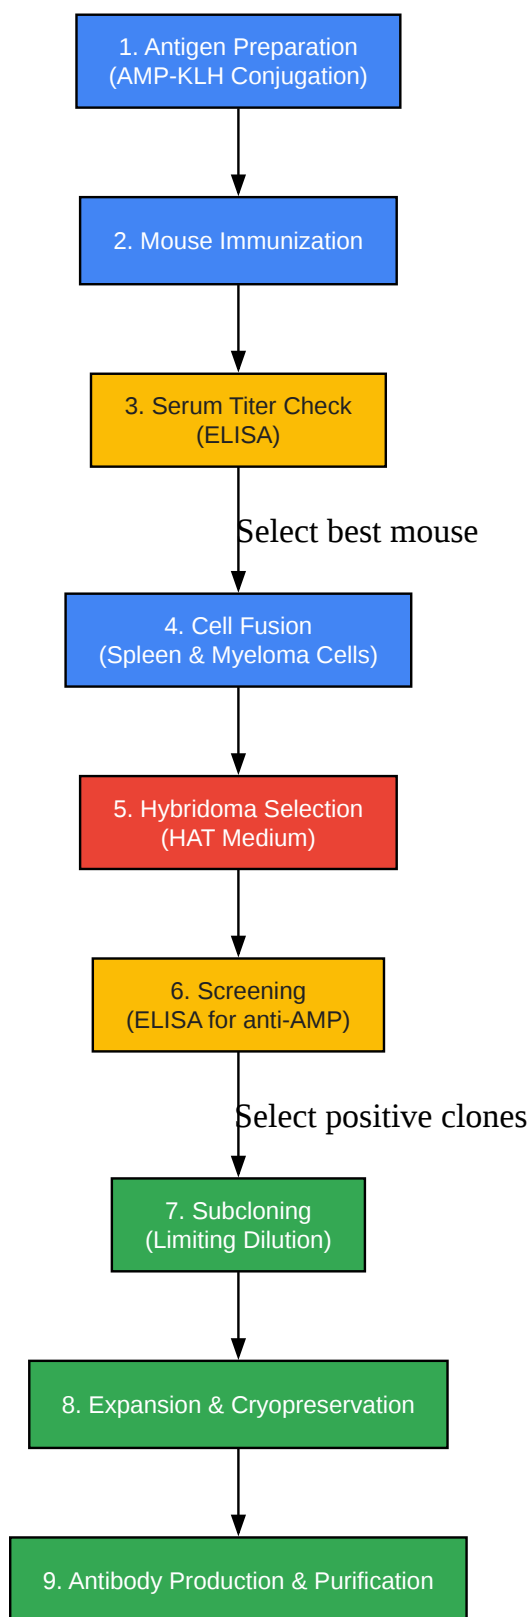 1. Antigen Preparation
(AMP-KLH Conjugation)
2. Mouse Immunization
3. Serum Titer Check
(ELISA)
Select best mouse
4. Cell Fusion
(Spleen & Myeloma Cells)
5. Hybridoma Selection
(HAT Medium)
6. Screening
(ELISA for anti-AMP)
Select positive clones
7. Subcloning
(Limiting Dilution)
8. Expansion & Cryopreservation
9. Antibody Production & Purification